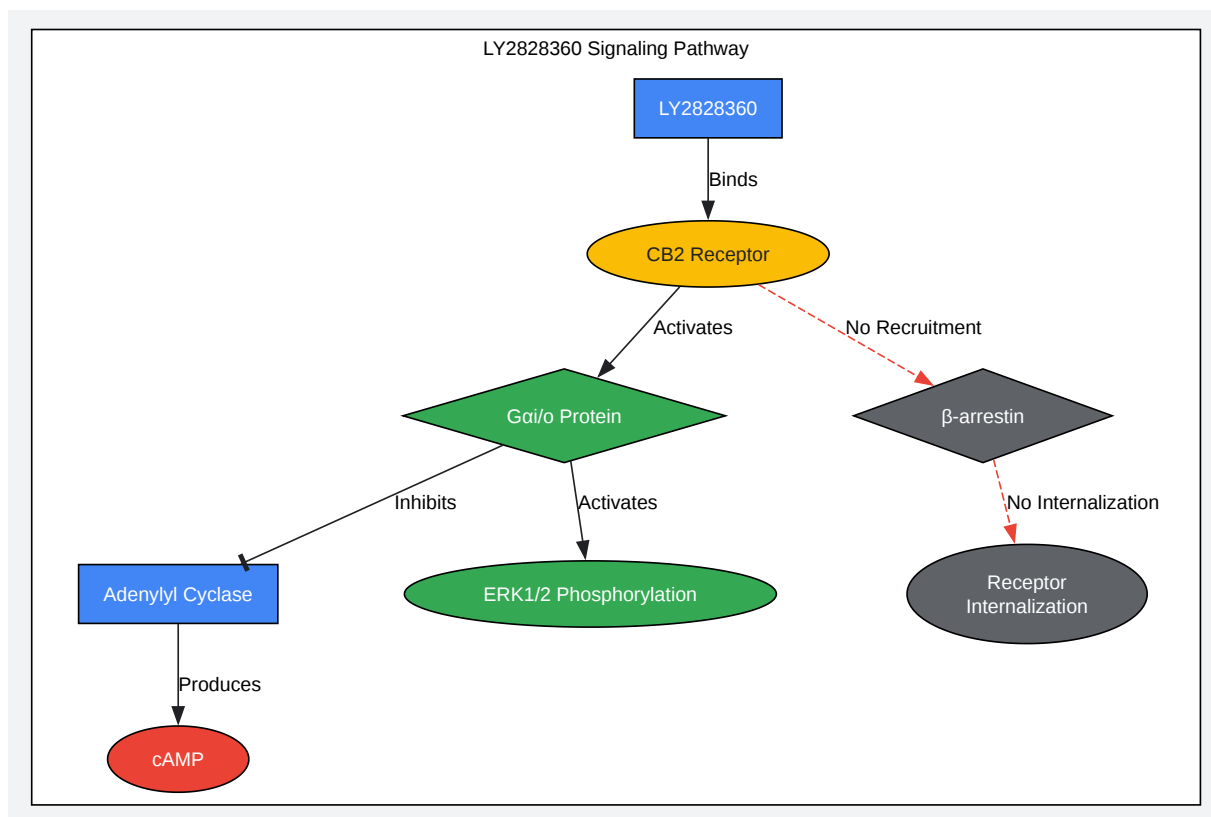 LY2828360 Signaling Pathway
LY2828360
Binds
CB2 Receptor
Activates
No Recruitment
Gαi/o Protein
β-arrestin
Inhibits
Activates
No Internalization
Adenylyl Cyclase
ERK1/2 Phosphorylation
Receptor
Internalization
Produces
cAMP